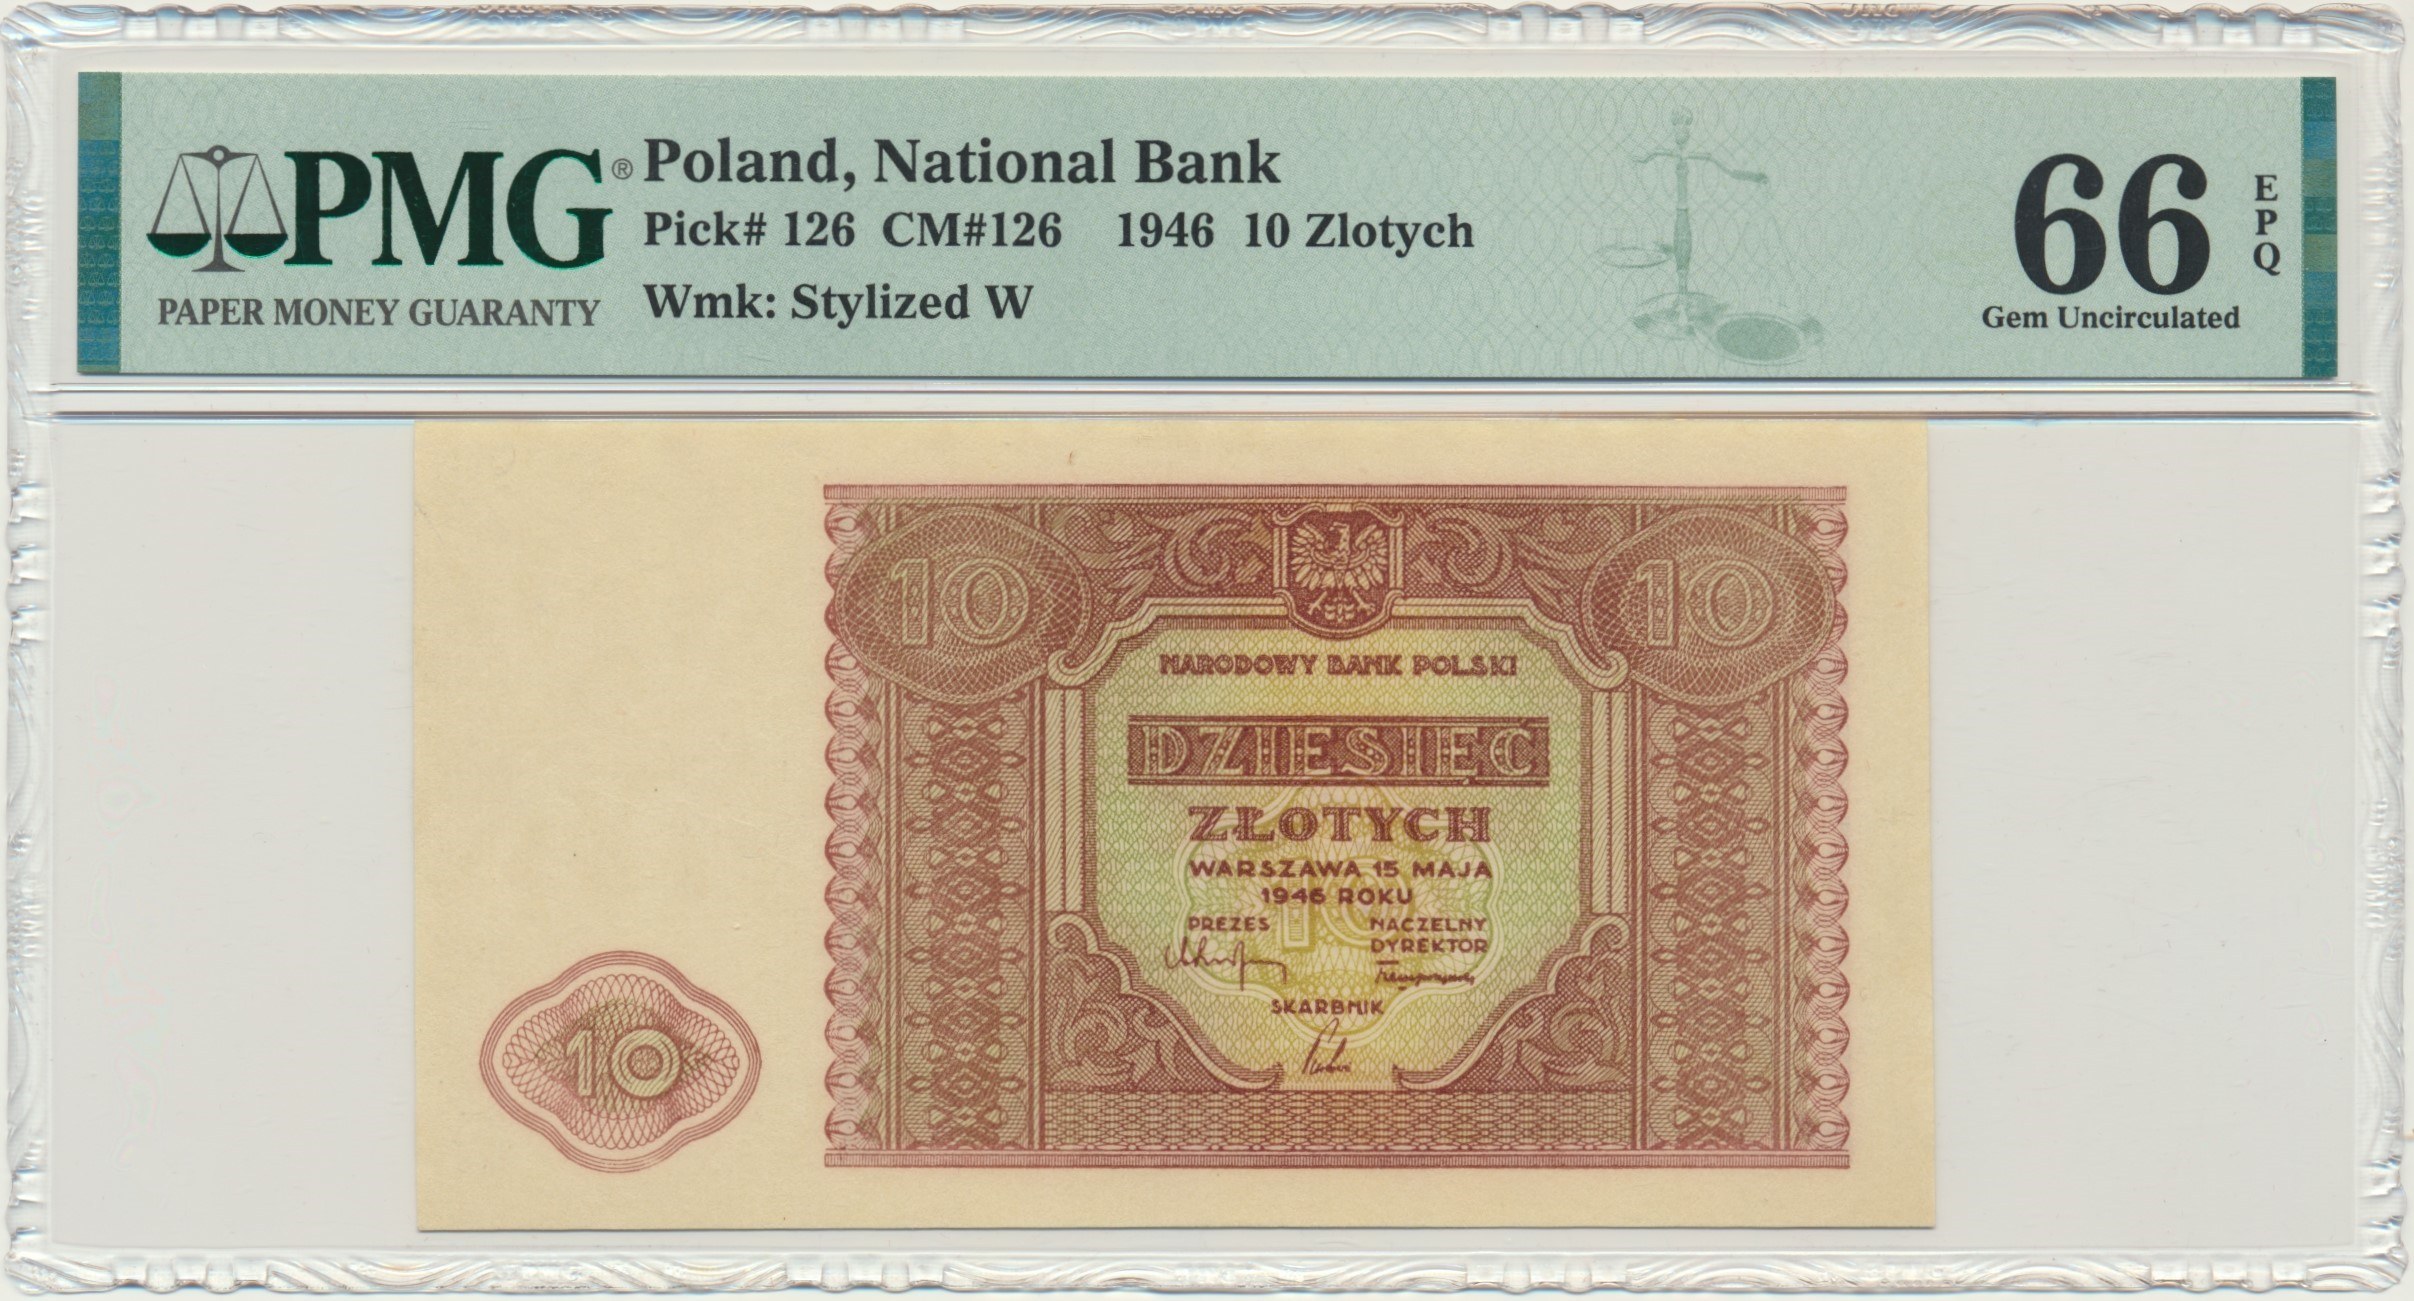 PMG®
PAPER MONEY GUARANTY
Poland, National Bank
Pick# 126 CM#126 1946 10 Zlotych
Wmk: Stylized W
66
EPQ
Gem Uncirculated
10 10
NARODOWY BANK POLSKI
DZIESIĘĆ
ZŁOTYCH
WARSZAWA 15 MAJA
1946 ROKU
PREZES NACZELNY
DYREKTOR
SKARBNIK
10
10